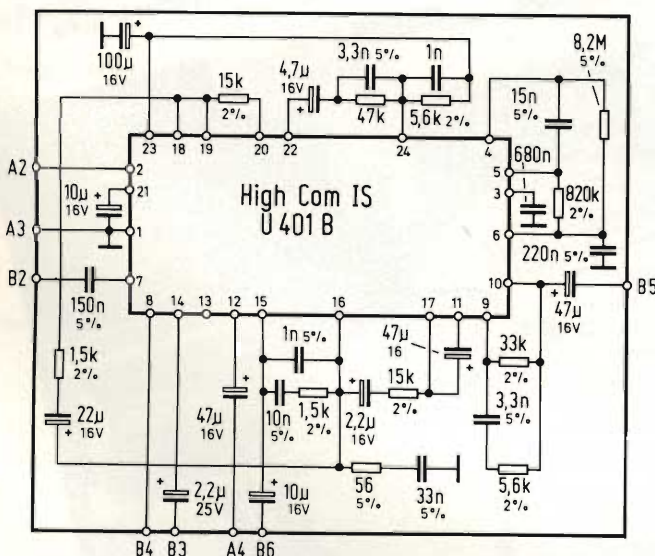 100µ
16V
15k
2%
4,7µ
16V
3,3n 5%
47k
1n
5,6k 2%
8,2M
5%
15n
5%
23
18
19
20
22
24
4
A2
2
680n
10µ
16V
21
High Com IS
U 401 B
5
3
820k
2%
A3
1
6
220n 5%
B2
7
10
B5
150n
5%
8
14
13
12
15
16
17
11
9
47µ
16V
1n 5%
47µ
16
33k
2%
1,5k
2%
15k
2%
10n
5%
1,5k
2%
2,2µ
16V
3,3n
5%
22µ
16V
47µ
16V
56
5%
33n
5%
5,6k
2%
2,2µ
25V
10µ
16V
B4
B3
A4
B6